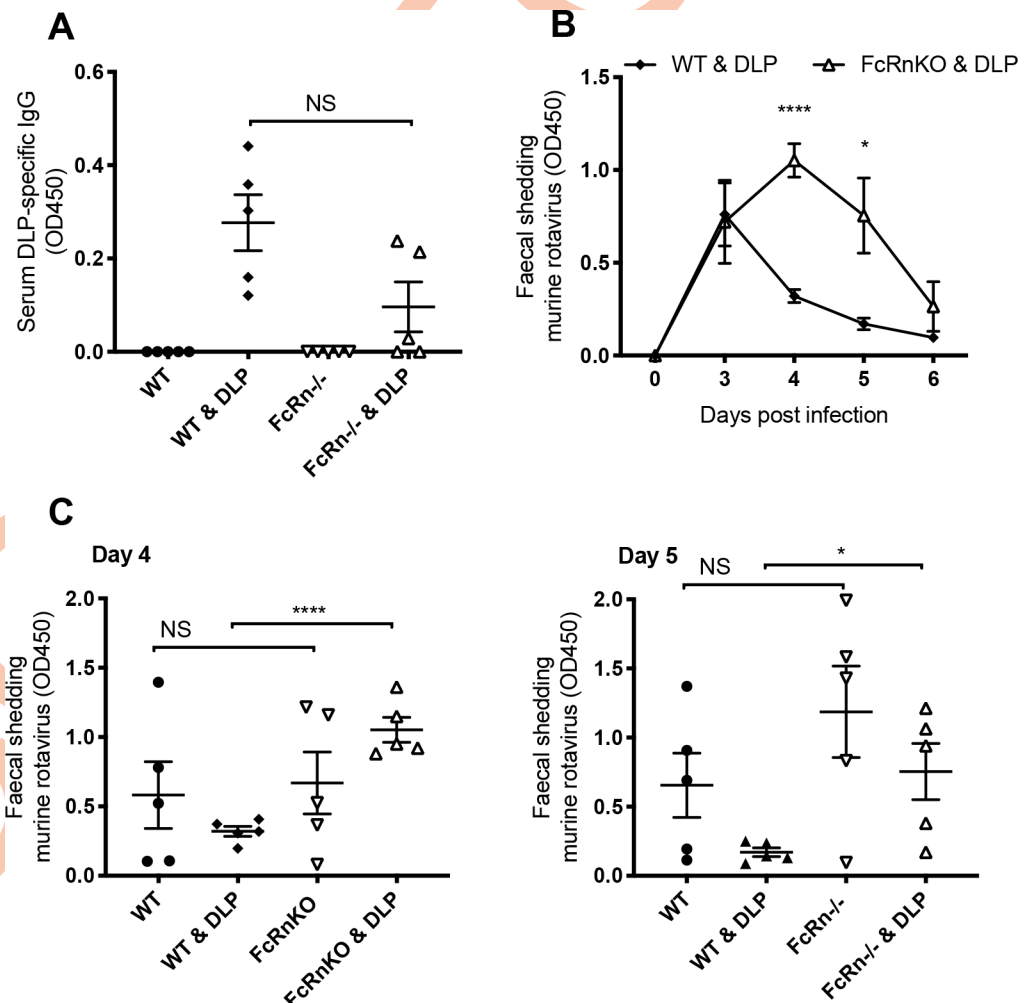 A
0.6
0.4
0.2
0.0
Serum DLP-specific IgG
(OD450)
NS
WT
WT & DLP
FcRn-/-
FcRn-/- & DLP
B
WT & DLP
FcRnKO & DLP
1.5
1.0
0.5
0.0
Faecal shedding
murine rotavirus (OD450)
****
*
0
3
4
5
6
Days post infection
C
Day 4
2.0
1.5
1.0
0.5
0.0
Faecal shedding
murine rotavirus (OD450)
NS
****
WT
WT & DLP
FcRnKO
FcRnKO & DLP
Day 5
2.0
1.5
1.0
0.5
0.0
Faecal shedding
murine rotavirus (OD450)
NS
*
WT
WT & DLP
FcRn-/-
FcRn-/- & DLP